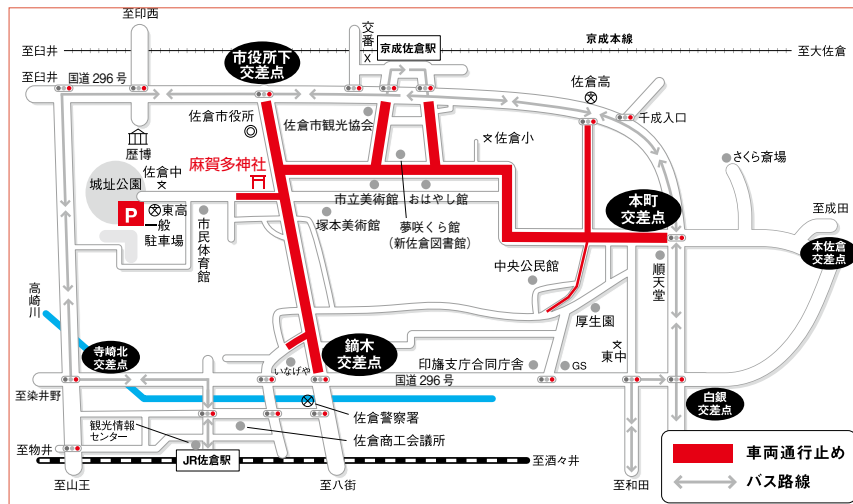 至印西
交番
X
京成佐倉駅
京成本線
至臼井
至大佐倉
市役所下
交差点
至臼井
国道296号
佐倉高
佐倉市役所
佐倉市観光協会
千成入口
佐倉小
歴博
麻賀多神社
さくら斎場
城址公園
佐倉中
市立美術館
おはやし館
本町
交差点
P
東高
一般
駐車場
市民体育館
塚本美術館
夢咲くら館
(新佐倉図書館)
至成田
本佐倉
交差点
中央公民館
順天堂
高崎川
厚生園
寺崎北
交差点
鏑木
交差点
東中
いなげや
印旛支庁合同庁舎
GS
国道296号
至染井野
白銀
交差点
佐倉警察署
観光情報
センター
佐倉商工会議所
至物井
JR佐倉駅
至酒々井
至山王
至八街
至和田
車両通行止め
バス路線